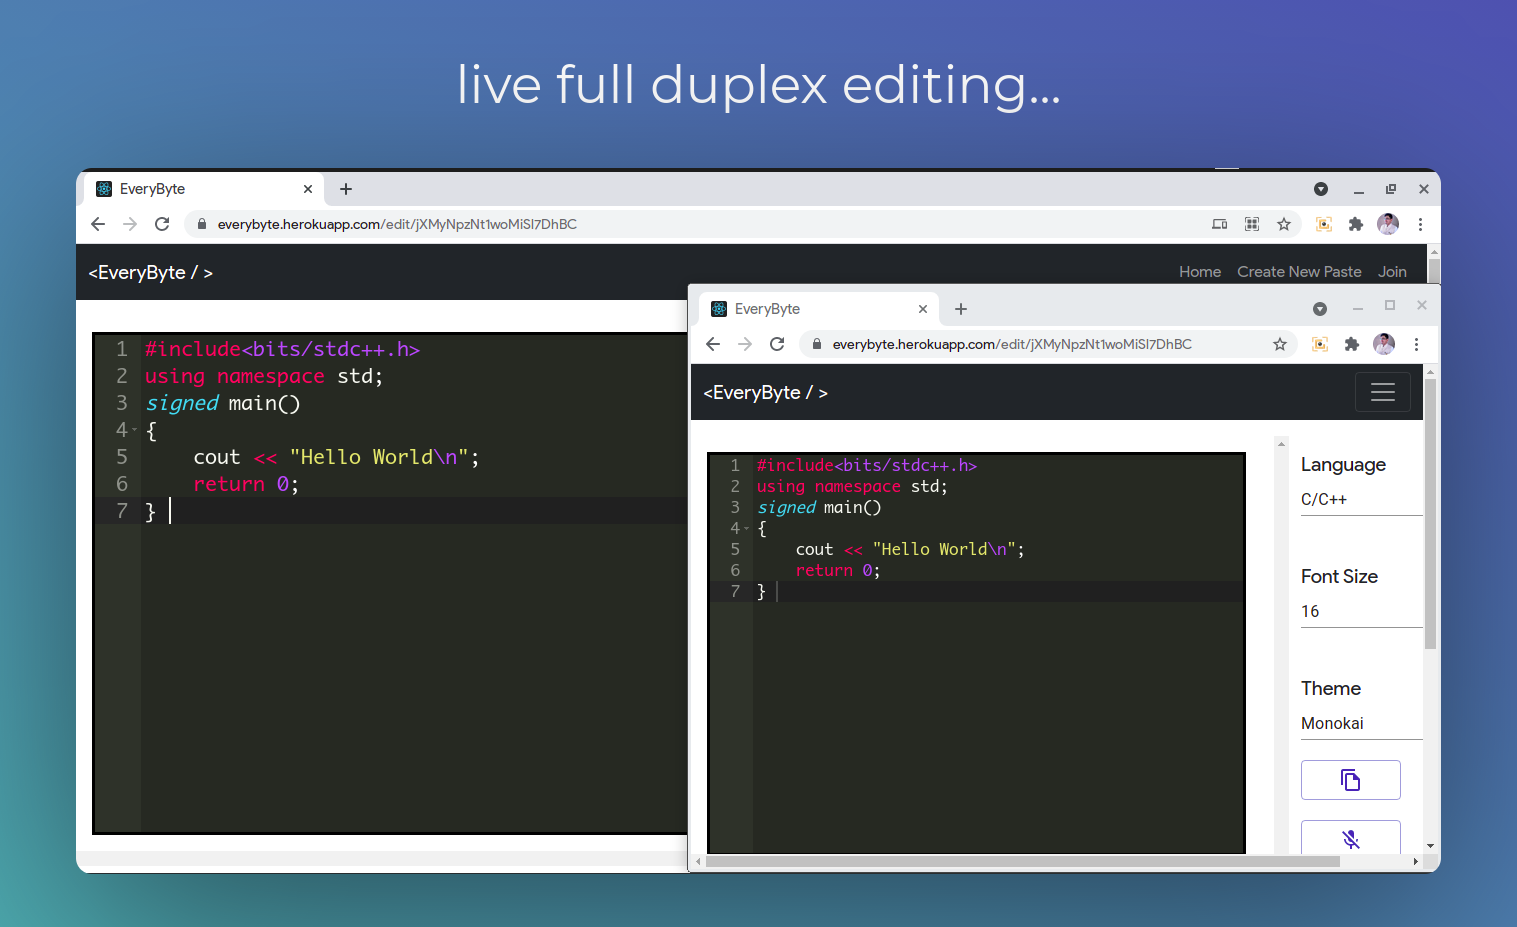 live full duplex editing...
EveryByte
everybyte.herokuapp.com/edit/jXMyNpzNt1woMiSI7DhBC
<EveryByte / >
Home Create New Paste Join
1 #include<bits/stdc++.h>
2 using namespace std;
3 signed main()
4 {
5 cout << "Hello World\n";
6 return 0;
7 }
EveryByte
everybyte.herokuapp.com/edit/jXMyNpzNt1woMiSI7DhBC
<EveryByte / >
1 #include<bits/stdc++.h>
2 using namespace std;
3 signed main()
4 {
5 cout << "Hello World\n";
6 return 0;
7 }
Language
C/C++
Font Size
16
Theme
Monokai